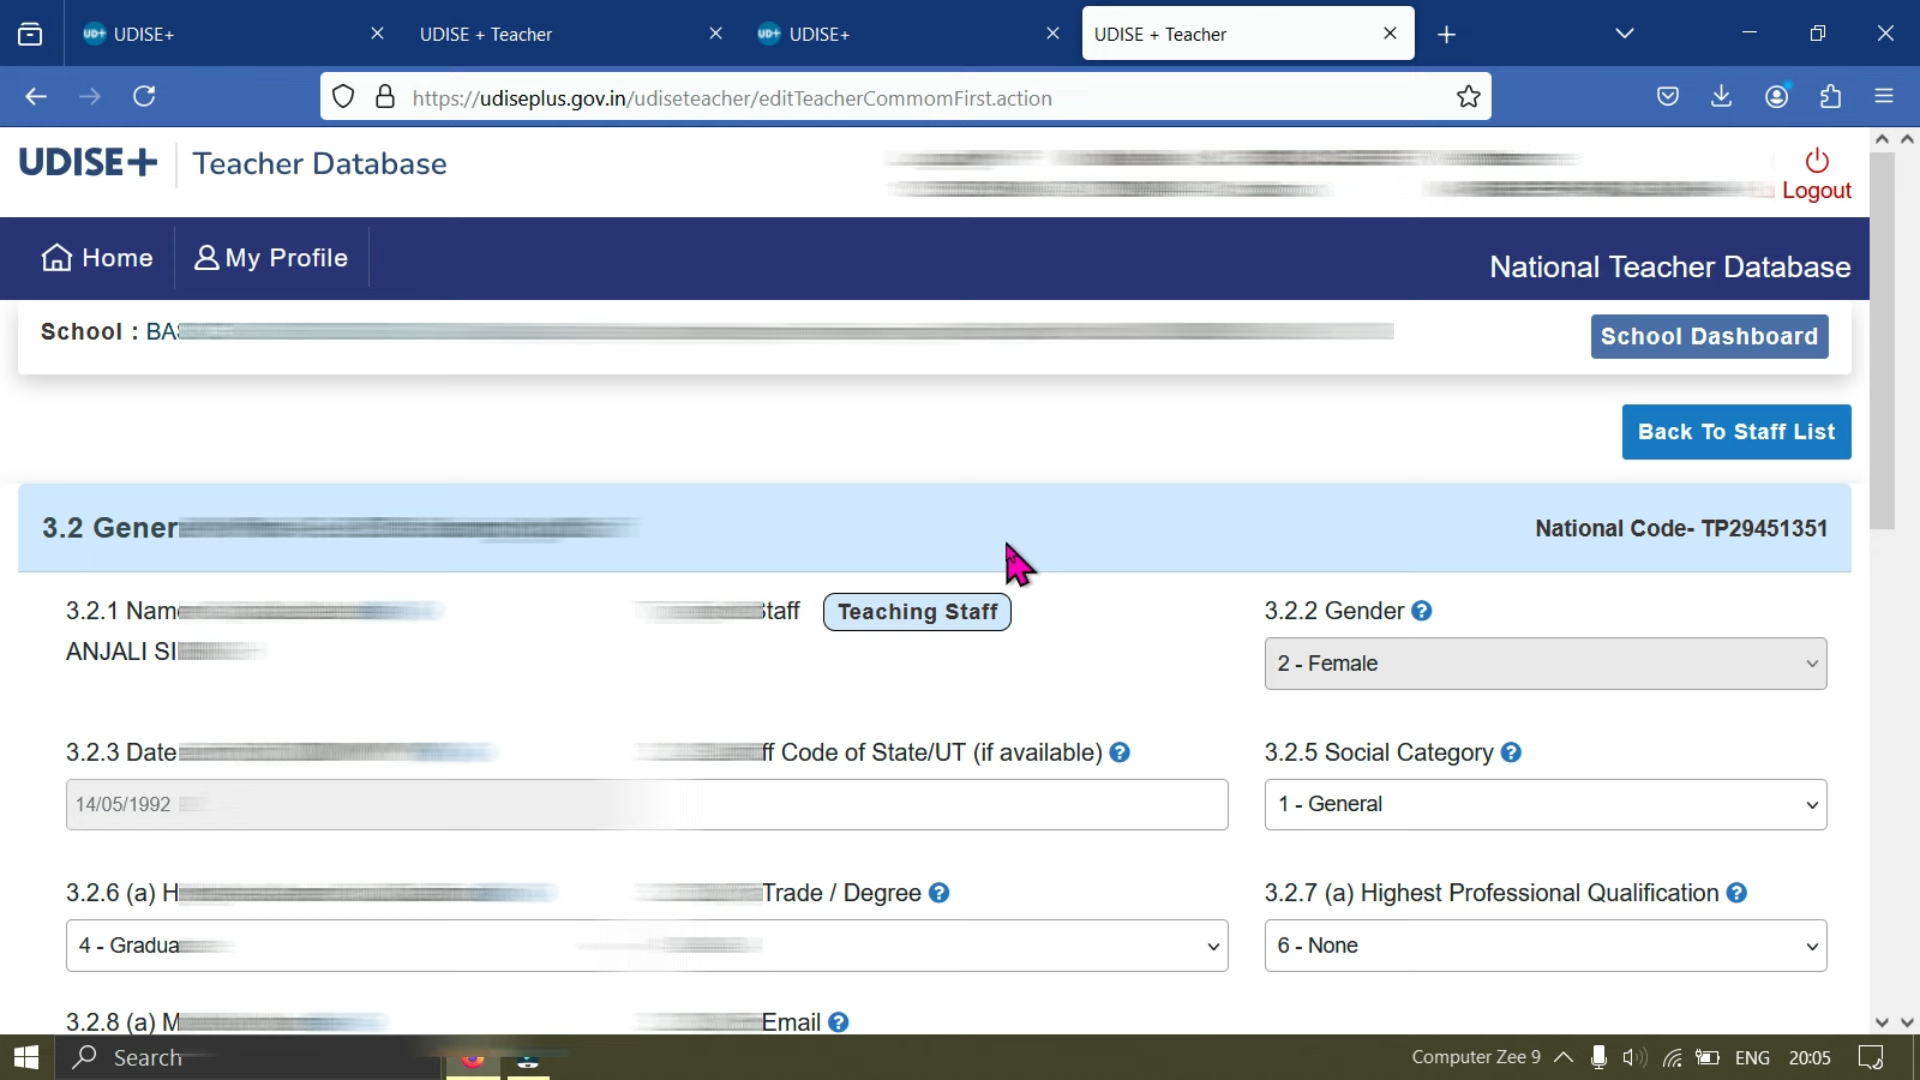 UDISE+ UDISE + Teacher UDISE+ UDISE + Teacher
https://udiseplus.gov.in/udiseteacher/editTeacherCommomFirst.action
UDISE+ Teacher Database
Logout
Home My Profile National Teacher Database
School : BAS School Dashboard
Back To Staff List
3.2 Gener National Code- TP29451351
3.2.1 Nam Staff Teaching Staff 3.2.2 Gender
ANJALI SI 2 - Female
3.2.3 Date ff Code of State/UT (if available) 3.2.5 Social Category
14/05/1992 1 - General
3.2.6 (a) H Trade / Degree 3.2.7 (a) Highest Professional Qualification
4 - Gradua 6 - None
3.2.8 (a) M Email
Search Computer Zee 9 ENG 20:05